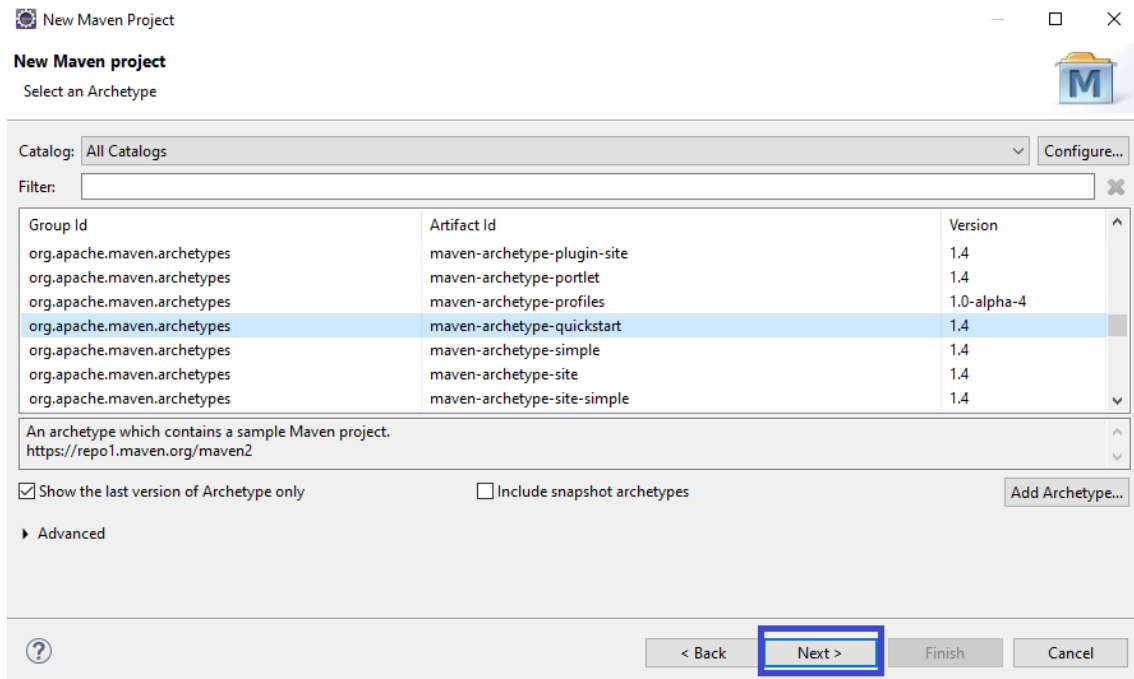 New Maven Project
New Maven project
Select an Archetype
M
Catalog: All Catalogs Configure...
Filter:
Group Id Artifact Id Version
org.apache.maven.archetypes maven-archetype-plugin-site 1.4
org.apache.maven.archetypes maven-archetype-portlet 1.4
org.apache.maven.archetypes maven-archetype-profiles 1.0-alpha-4
org.apache.maven.archetypes maven-archetype-quickstart 1.4
org.apache.maven.archetypes maven-archetype-simple 1.4
org.apache.maven.archetypes maven-archetype-site 1.4
org.apache.maven.archetypes maven-archetype-site-simple 1.4
An archetype which contains a sample Maven project.
https://repo1.maven.org/maven2
Show the last version of Archetype only Include snapshot archetypes Add Archetype...
Advanced
? < Back Next > Finish Cancel